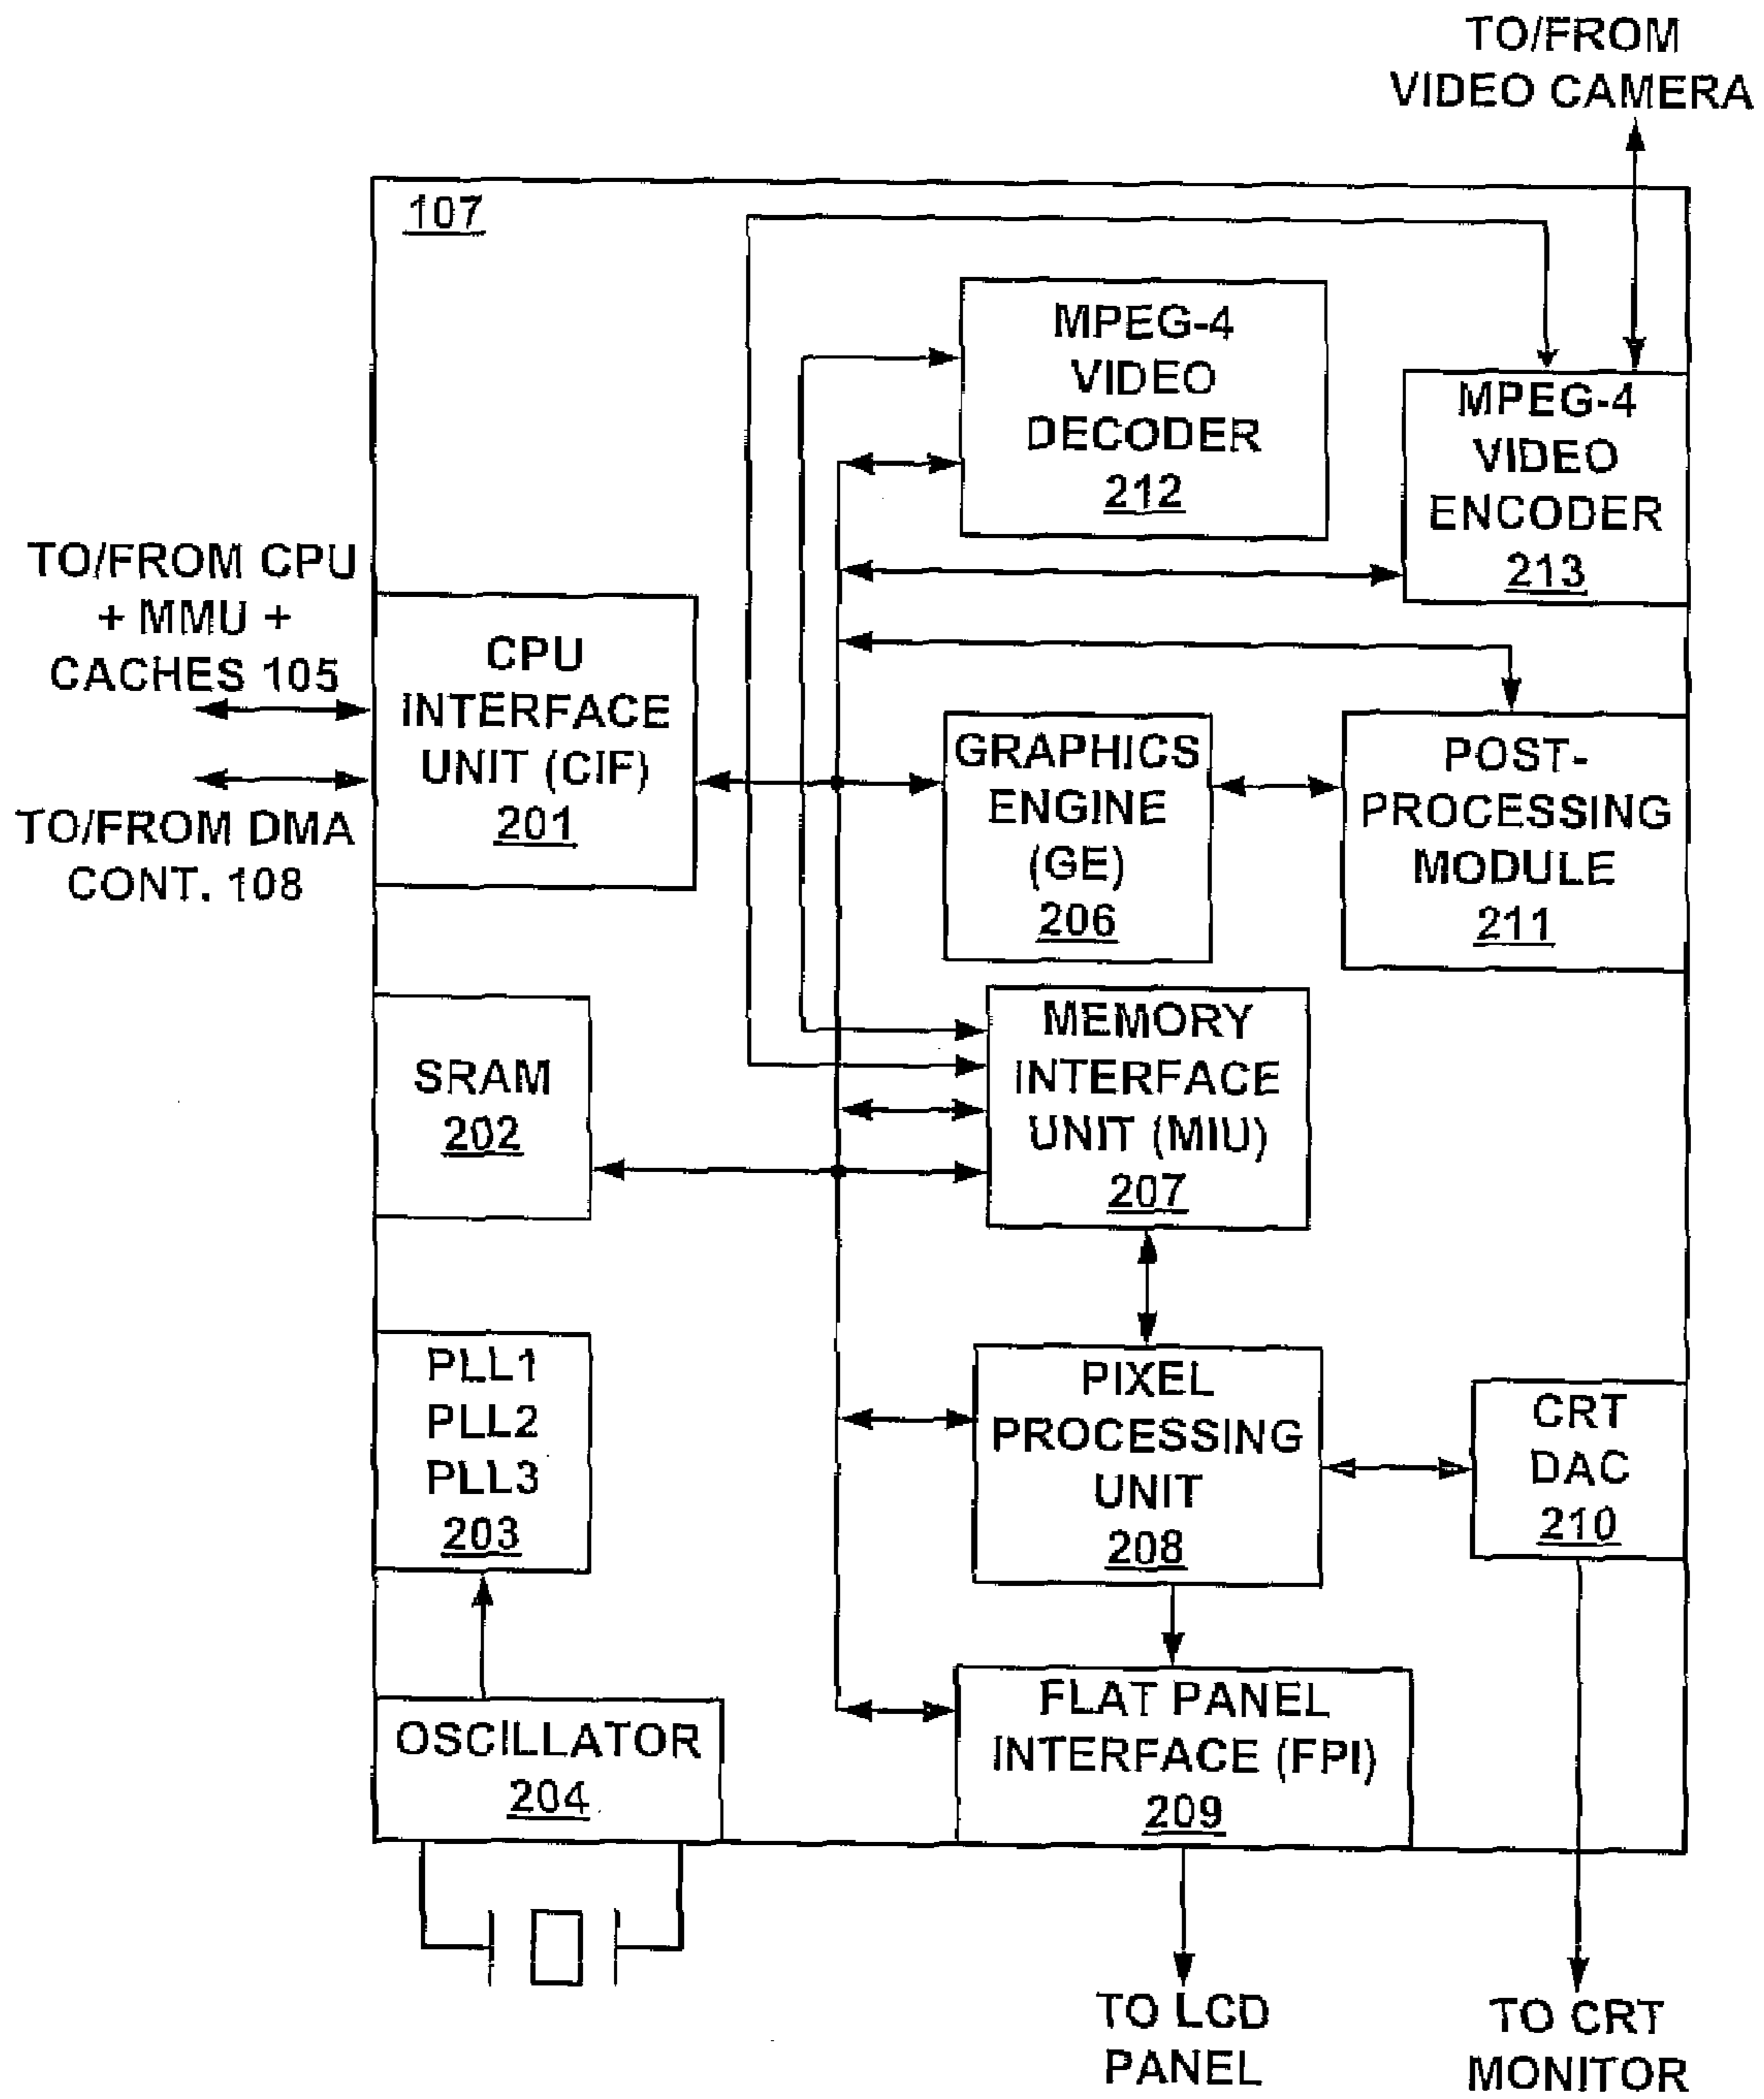 TO/FROM
VIDEO CAMERA
107
MPEG-4
VIDEO
DECODER
212
MPEG-4
VIDEO
ENCODER
213
TO/FROM CPU
+ MMU +
CACHES 105
TO/FROM DMA
CONT. 108
CPU
INTERFACE
UNIT (CIF)
201
GRAPHICS
ENGINE
(GE)
206
POST-
PROCESSING
MODULE
211
SRAM
202
MEMORY
INTERFACE
UNIT (MIU)
207
PLL1
PLL2
PLL3
203
PIXEL
PROCESSING
UNIT
208
CRT
DAC
210
OSCILLATOR
204
FLAT PANEL
INTERFACE (FPI)
209
TO LCD
PANEL
TO CRT
MONITOR